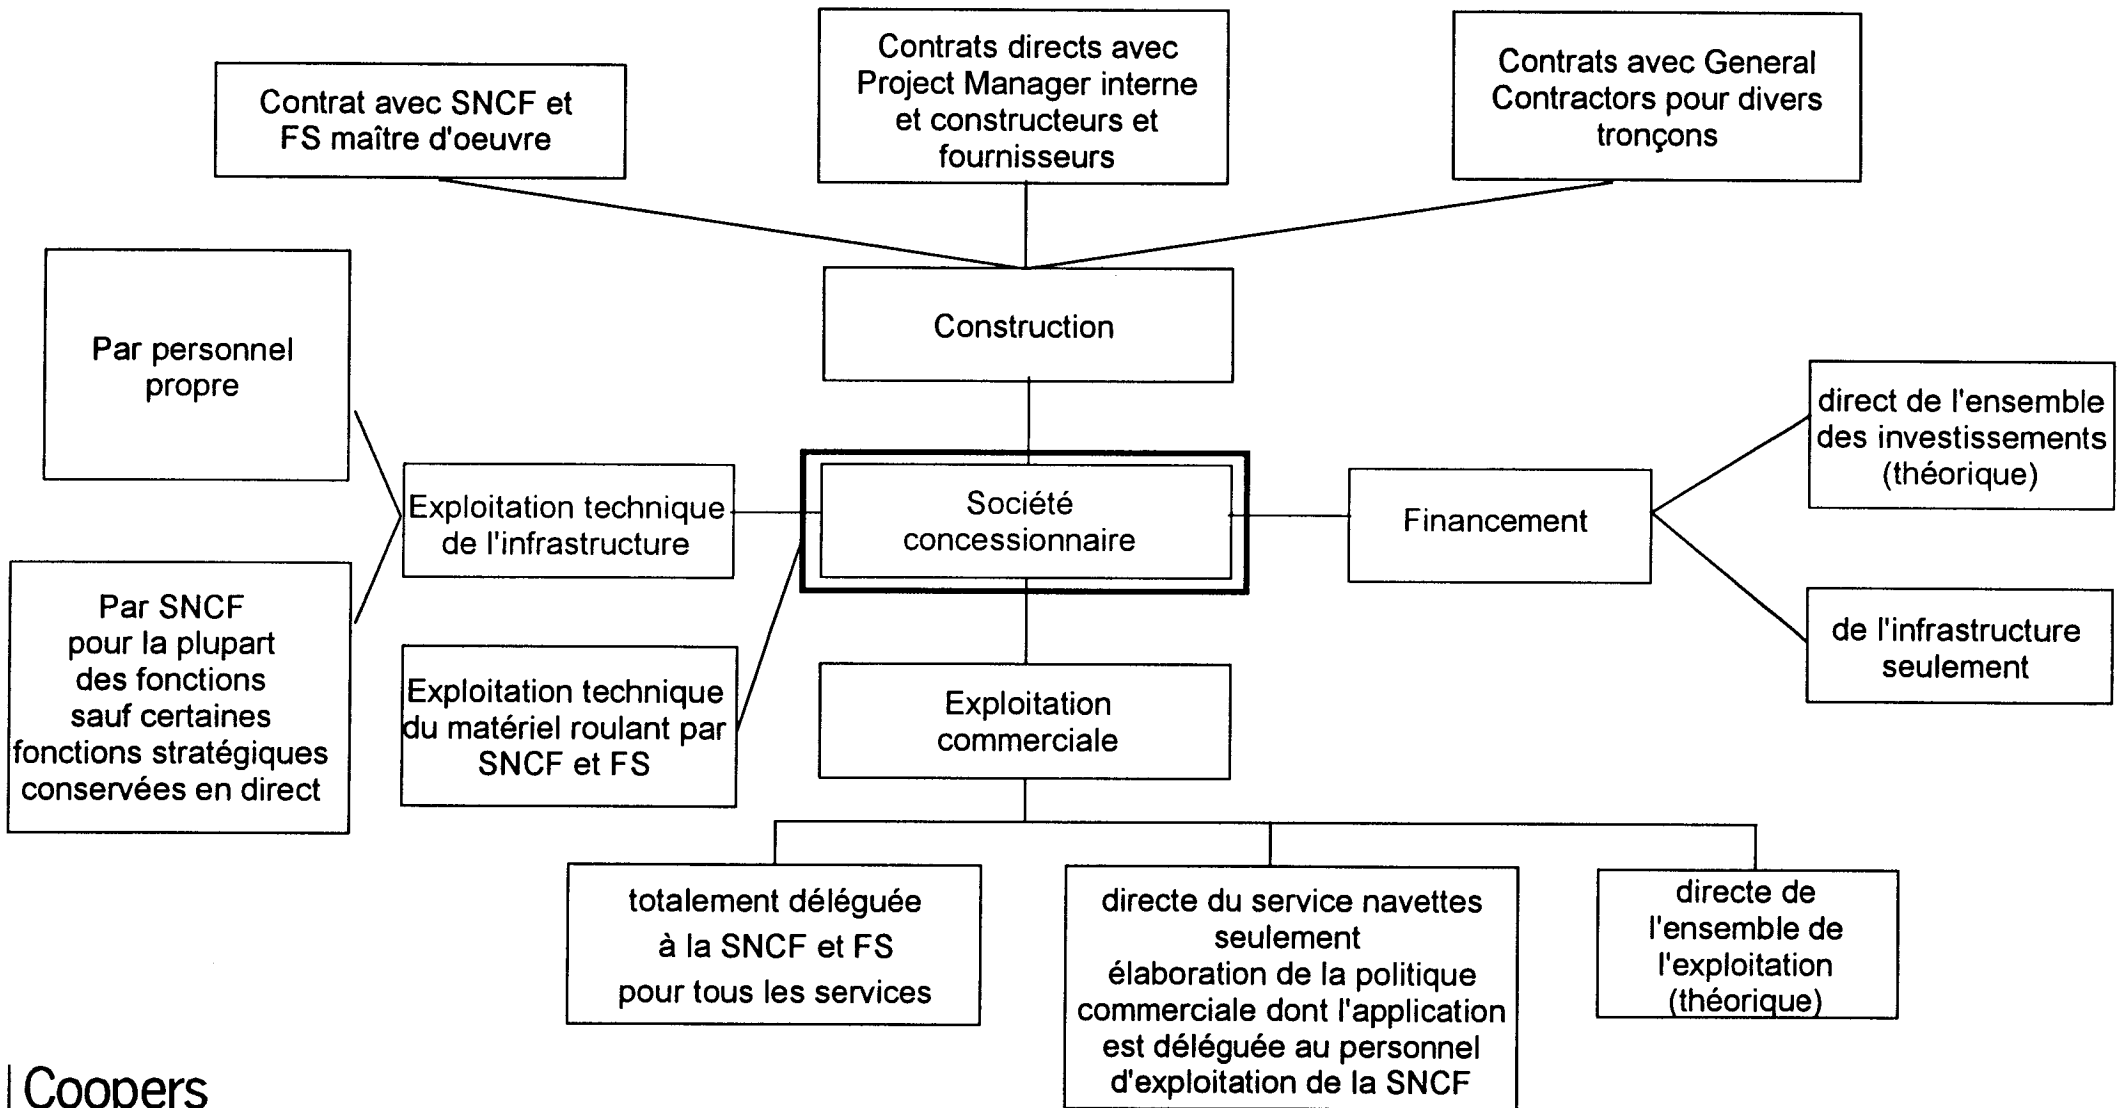 Contrat avec SNCF et
FS maître d'oeuvre
Contrats directs avec
Project Manager interne
et constructeurs et
fournisseurs
Contrats avec General
Contractors pour divers
tronçons
Construction
Par personnel
propre
Par SNCF
pour la plupart
des fonctions
sauf certaines
fonctions stratégiques
conservées en direct
Exploitation technique
de l'infrastructure
Exploitation technique
du matériel roulant par
SNCF et FS
Société
concessionnaire
Financement
direct de l'ensemble
des investissements
(théorique)
de l'infrastructure
seulement
Exploitation
commerciale
totalement déléguée
à la SNCF et FS
pour tous les services
directe du service navettes
seulement
élaboration de la politique
commerciale dont l'application
est déléguée au personnel
d'exploitation de la SNCF
directe de
l'ensemble de
l'exploitation
(théorique)
Coopers